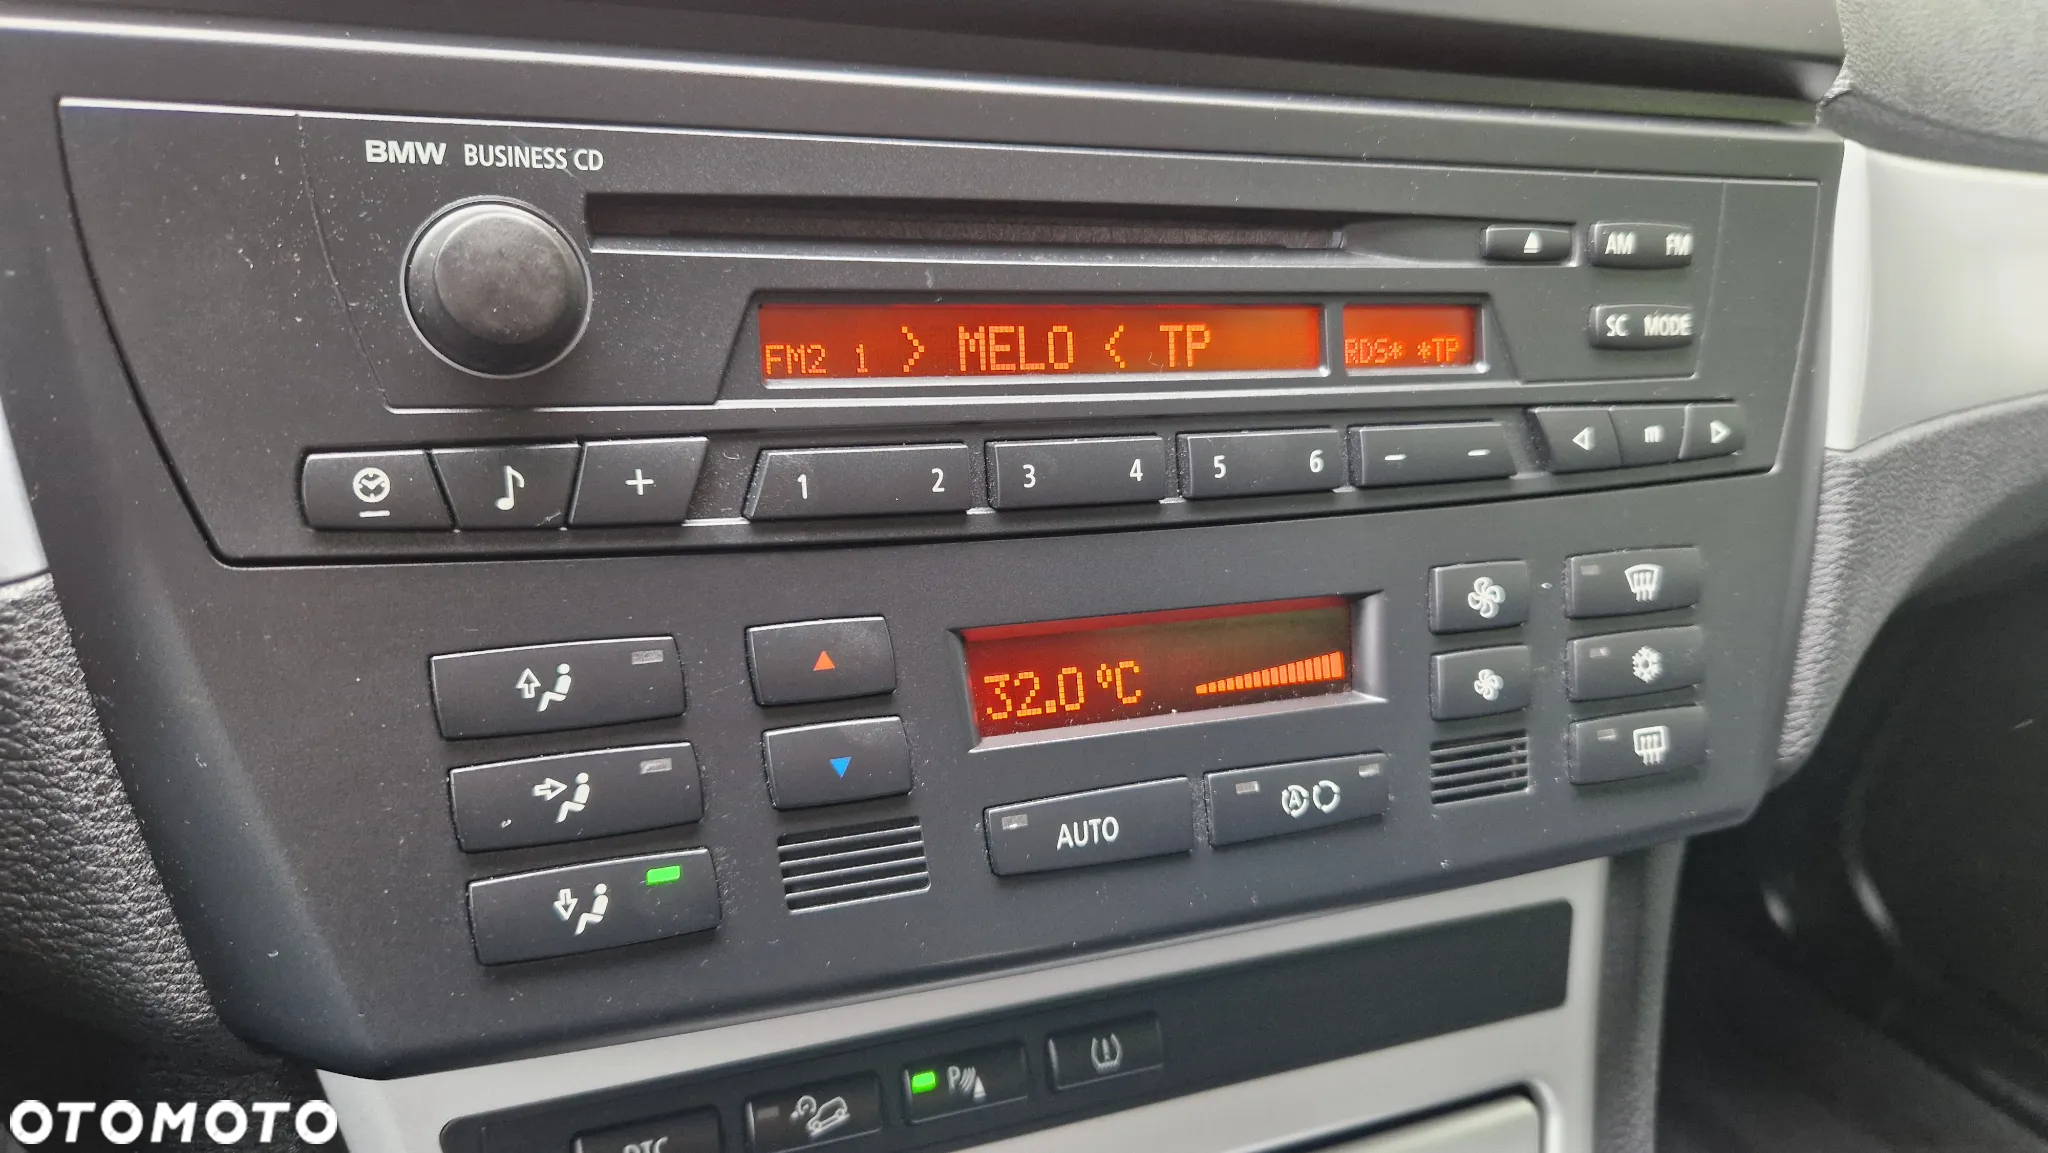 BMW BUSINESS CD
AM FM
FM2 1 > MELO < TP RDS* *TP
SC MODE
+ 1 2 3 4 5 6 - - m
32.0 °C
AUTO A
P
DTC
OTOMOTO